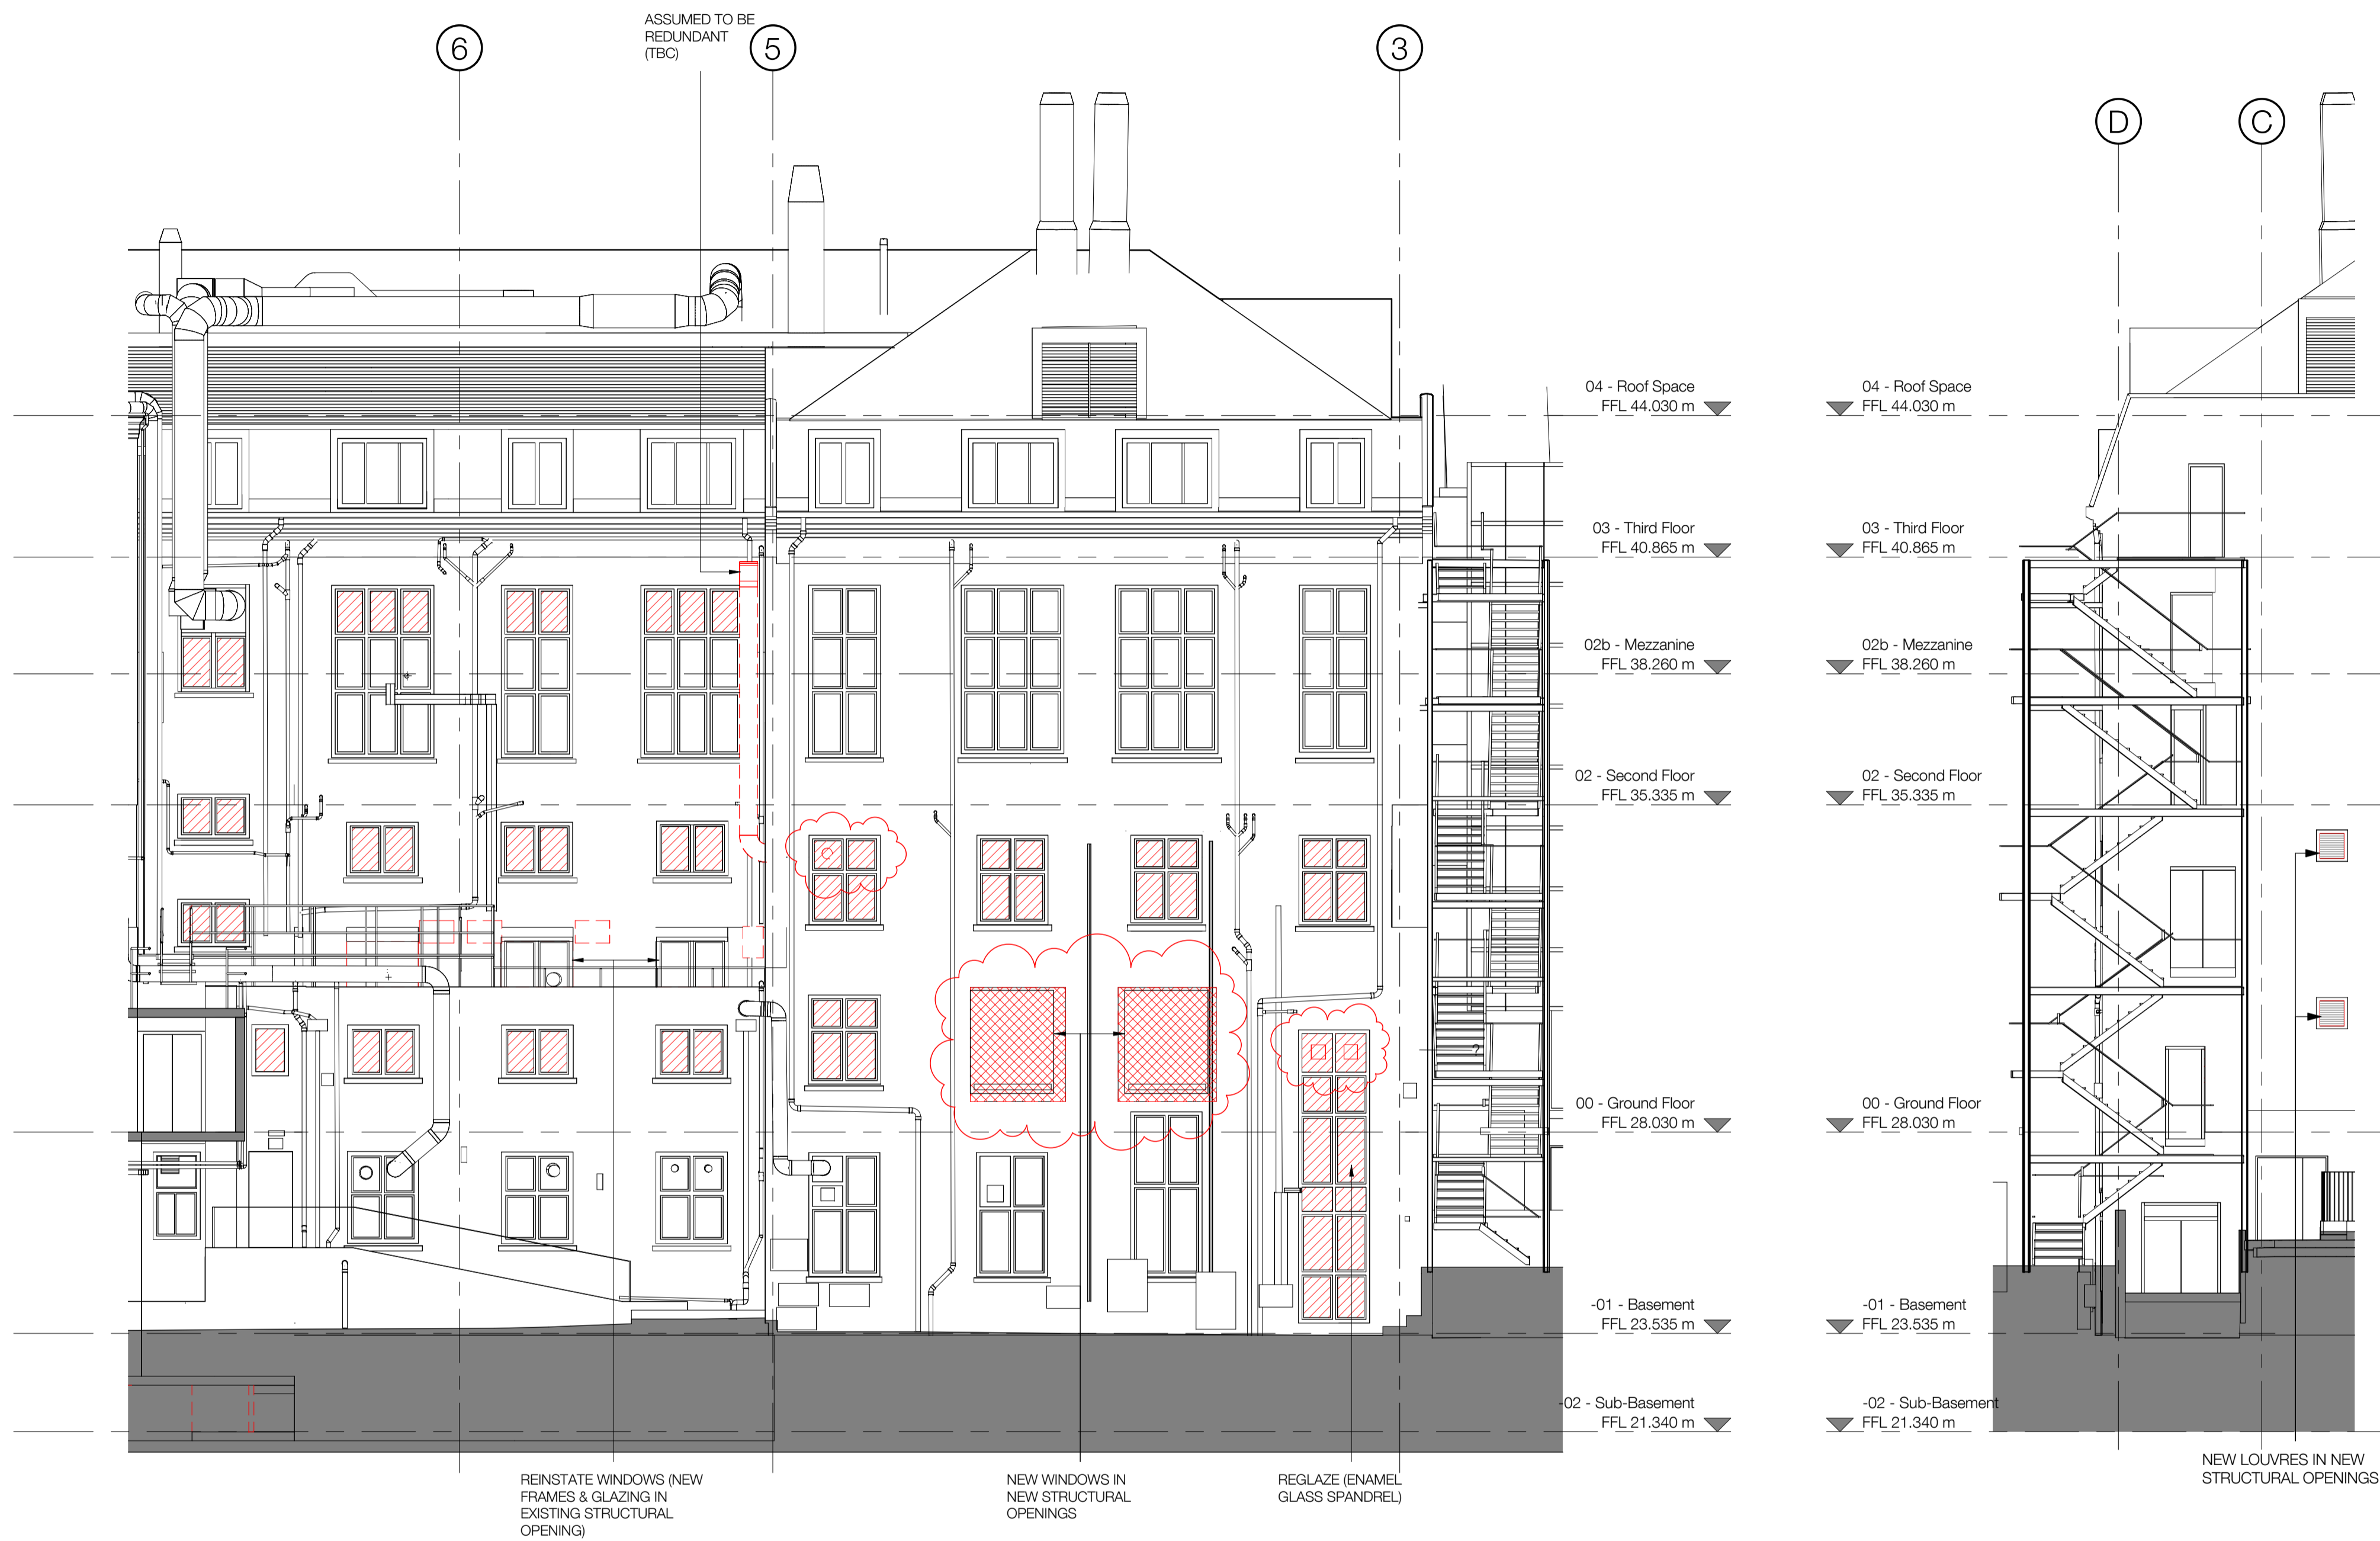 ASSUMED TO BE
REDUNDANT
(TBC)
6
5
3
D
C
04 - Roof Space
FFL 44.030 m
03 - Third Floor
FFL 40.865 m
02b - Mezzanine
FFL 38.260 m
02 - Second Floor
FFL 35.335 m
00 - Ground Floor
FFL 28.030 m
-01 - Basement
FFL 23.535 m
-02 - Sub-Basement
FFL 21.340 m
04 - Roof Space
FFL 44.030 m
03 - Third Floor
FFL 40.865 m
02b - Mezzanine
FFL 38.260 m
02 - Second Floor
FFL 35.335 m
00 - Ground Floor
FFL 28.030 m
-01 - Basement
FFL 23.535 m
-02 - Sub-Basement
FFL 21.340 m
?
REINSTATE WINDOWS (NEW
FRAMES & GLAZING IN
EXISTING STRUCTURAL
OPENING)
NEW WINDOWS IN
NEW STRUCTURAL
OPENINGS
REGLAZE (ENAMEL
GLASS SPANDREL)
NEW LOUVRES IN NEW
STRUCTURAL OPENINGS